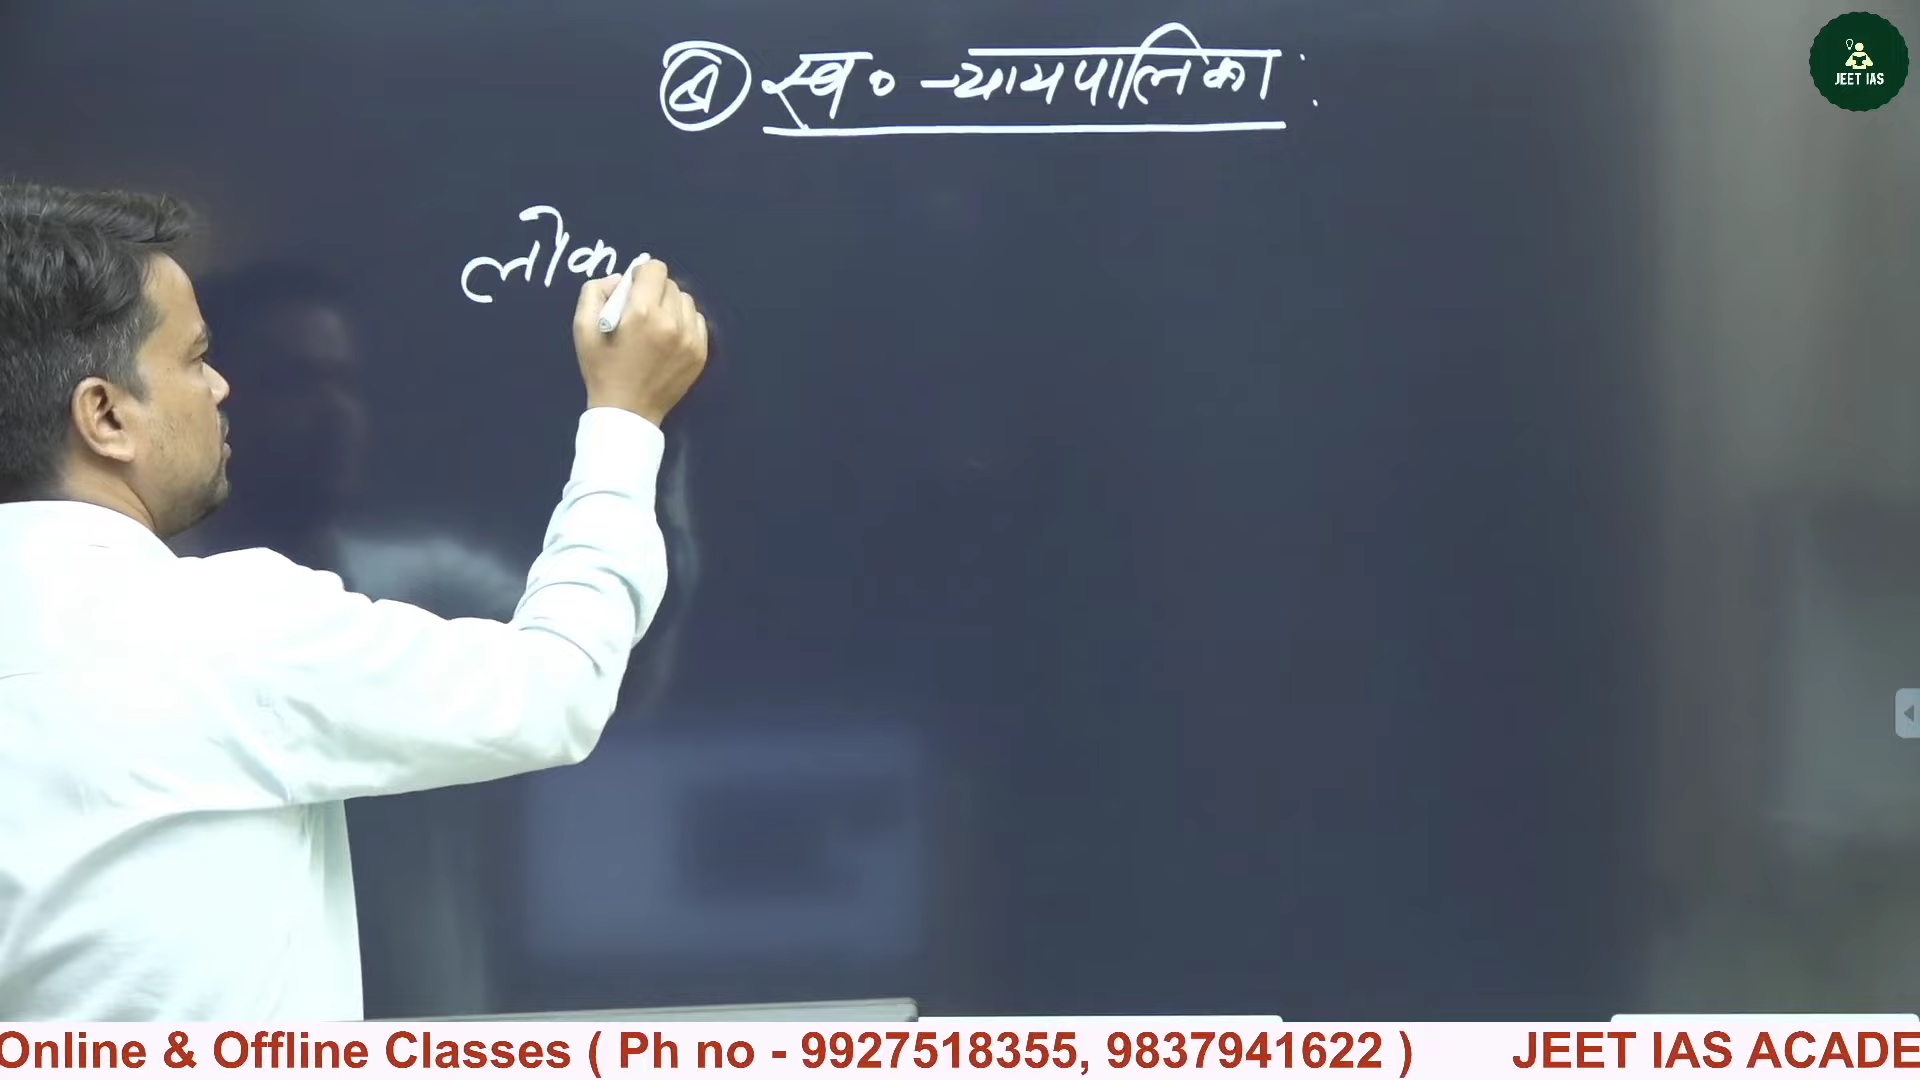 ब स्व० न्यायपालिका :
JEET IAS
लोक
Online & Offline Classes ( Ph no - 9927518355, 9837941622 ) JEET IAS ACADE